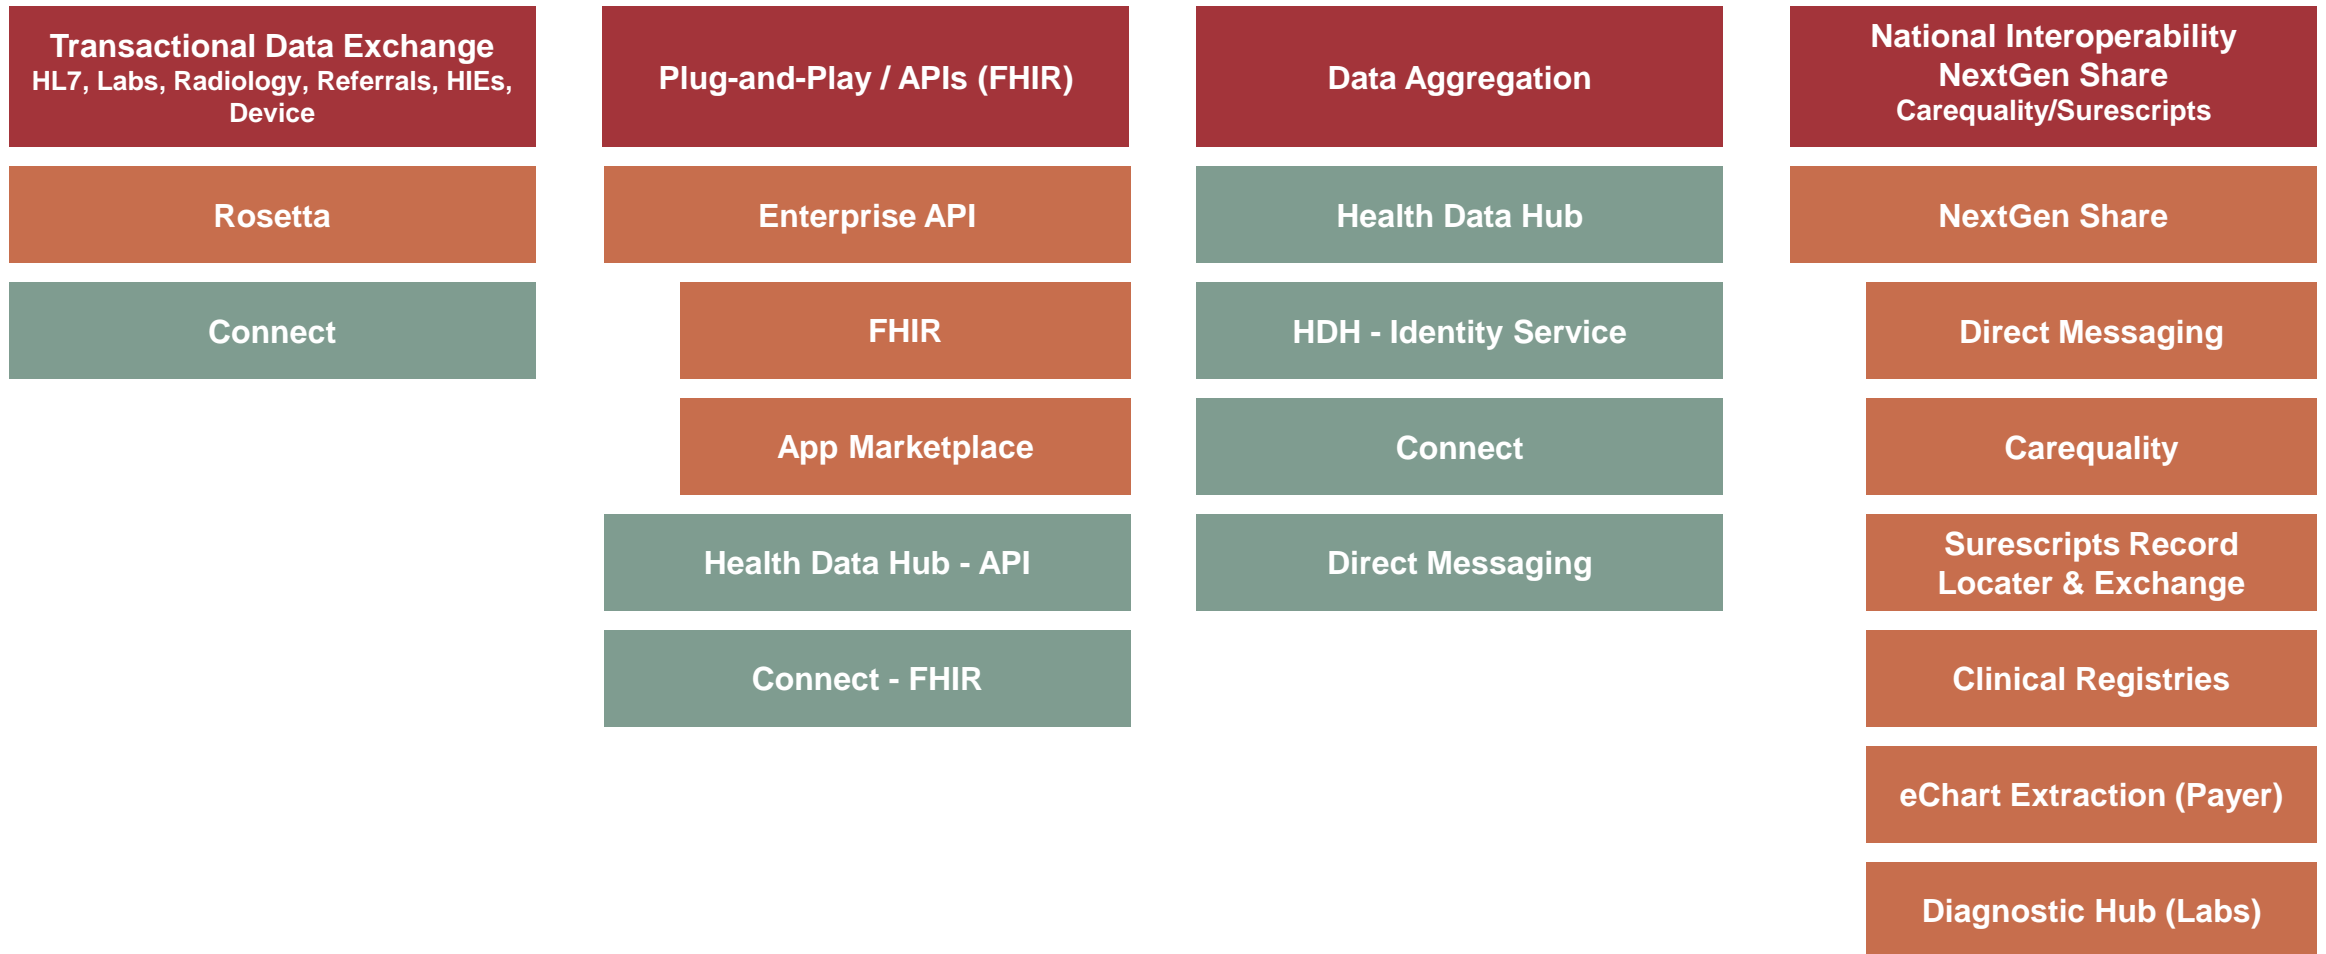 Transactional Data Exchange
HL7, Labs, Radiology, Referrals, HIEs,
Device
Rosetta
Connect
Plug-and-Play / APIs (FHIR)
Enterprise API
FHIR
App Marketplace
Health Data Hub - API
Connect - FHIR
Data Aggregation
Health Data Hub
HDH - Identity Service
Connect
Direct Messaging
National Interoperability
NextGen Share
Carequality/Surescripts
NextGen Share
Direct Messaging
Carequality
Surescripts Record
Locater & Exchange
Clinical Registries
eChart Extraction (Payer)
Diagnostic Hub (Labs)